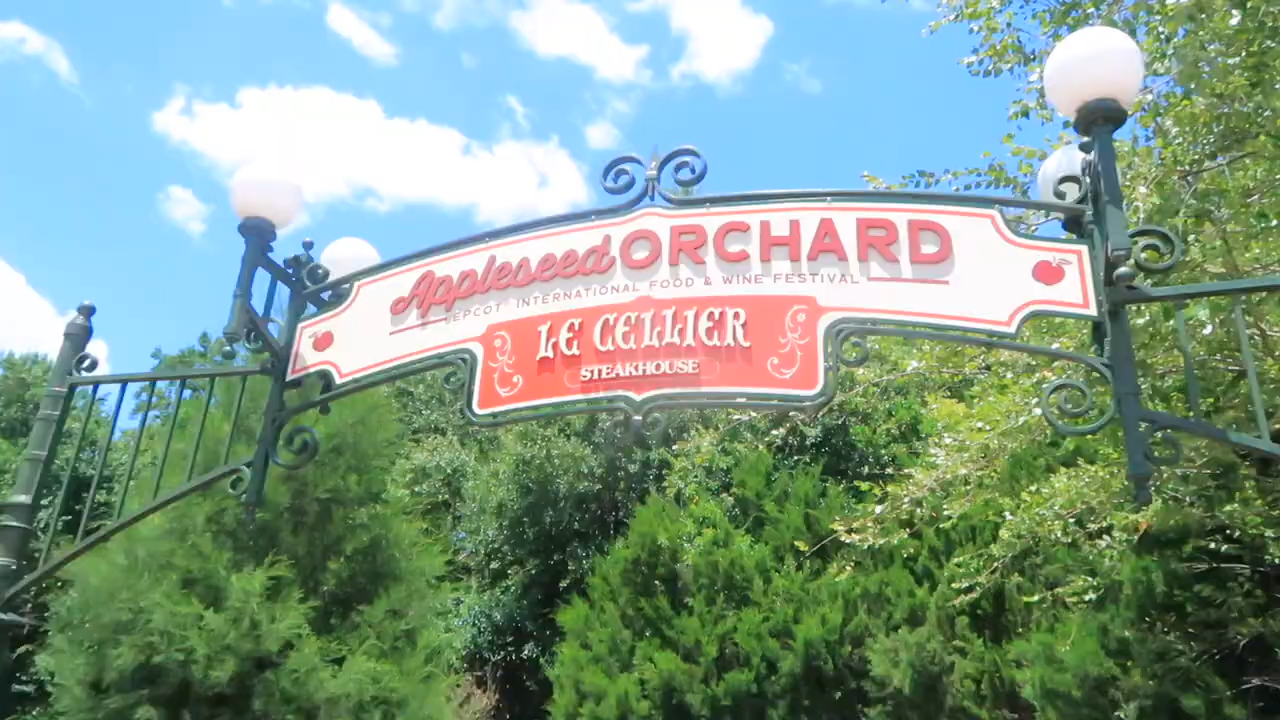 Appleseed ORCHARD
EPCOT INTERNATIONAL FOOD & WINE FESTIVAL
LE CELLIER
STEAKHOUSE